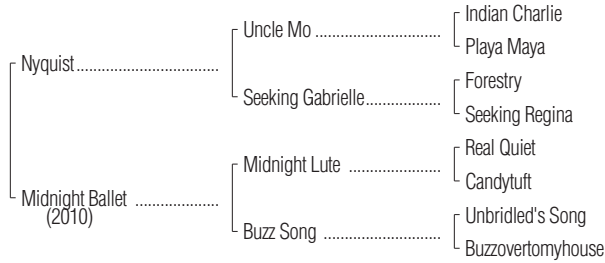 Indian Charlie
Uncle Mo
Playa Maya
Nyquist
Forestry
Seeking Gabrielle
Seeking Regina
Real Quiet
Midnight Lute
Candytuft
Midnight Ballet
(2010)
Unbridled's Song
Buzz Song
Buzzovertomyhouse